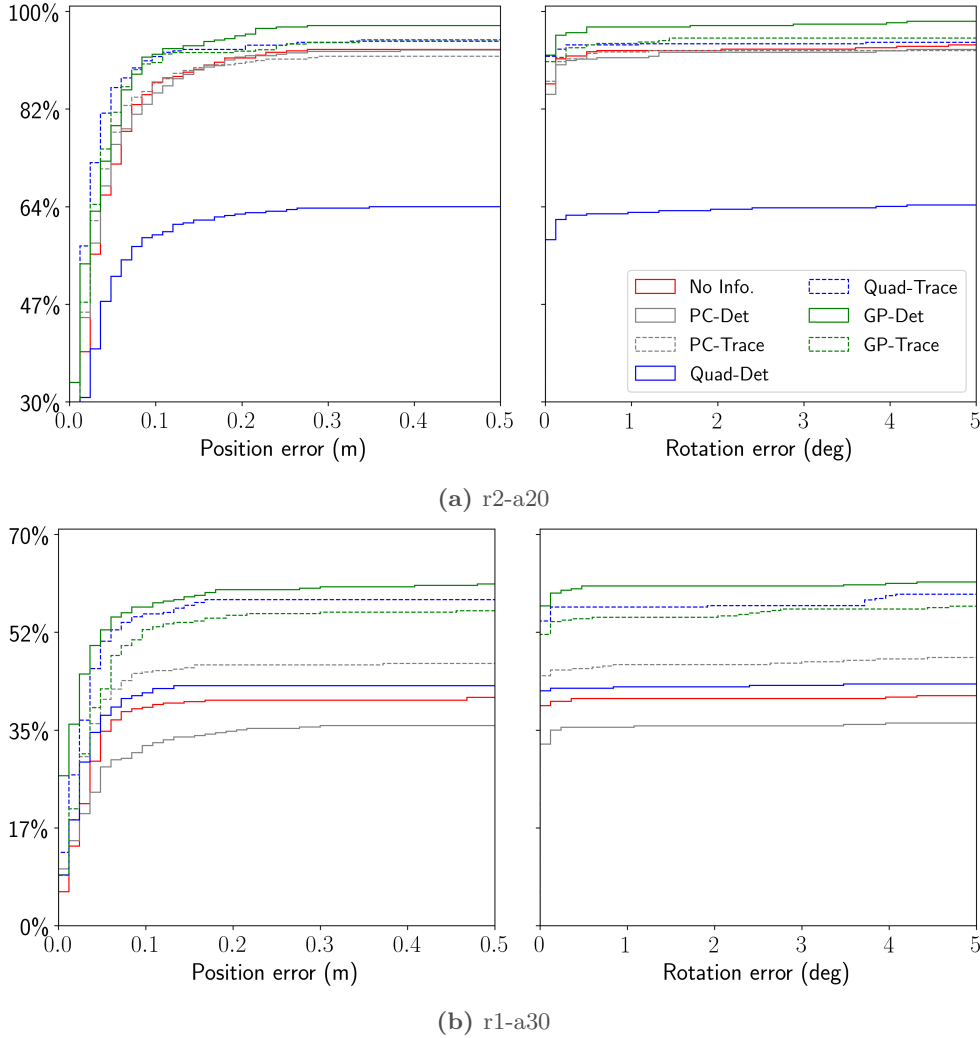 100%
82%
64%
47%
30%
0.0 0.1 0.2 0.3 0.4 0.5
Position error (m)
No Info.
PC-Det
PC-Trace
Quad-Det
Quad-Trace
GP-Det
GP-Trace
0 1 2 3 4 5
Rotation error (deg)
(a) r2-a20
70%
52%
35%
17%
0%
0.0 0.1 0.2 0.3 0.4 0.5
Position error (m)
0 1 2 3 4 5
Rotation error (deg)
(b) r1-a30